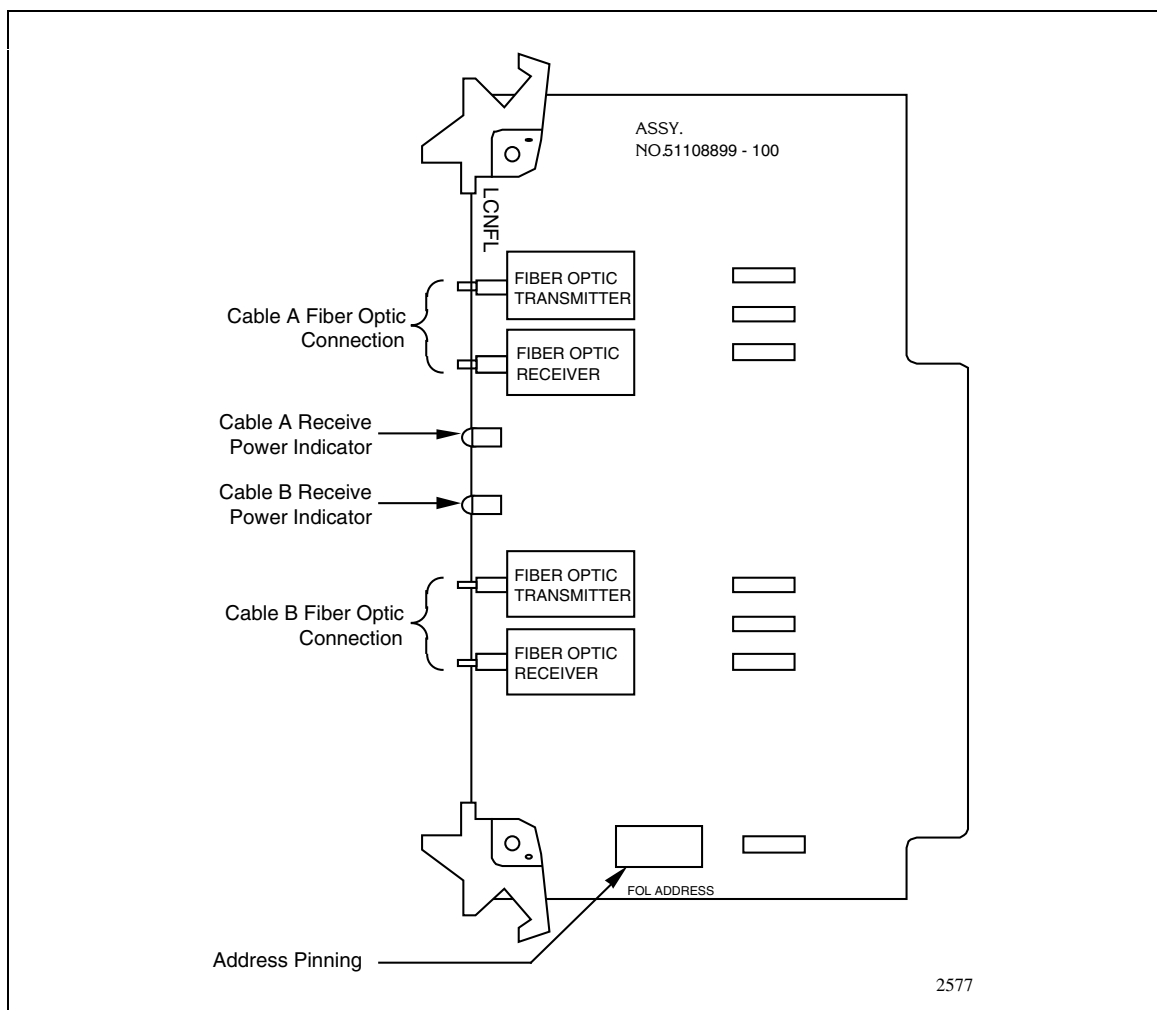 ASSY.
NO.51108899 - 100
LCNFL
FIBER OPTIC
TRANSMITTER
Cable A Fiber Optic
Connection
FIBER OPTIC
RECEIVER
Cable A Receive
Power Indicator
Cable B Receive
Power Indicator
FIBER OPTIC
TRANSMITTER
Cable B Fiber Optic
Connection
FIBER OPTIC
RECEIVER
FOL ADDRESS
Address Pinning
2577